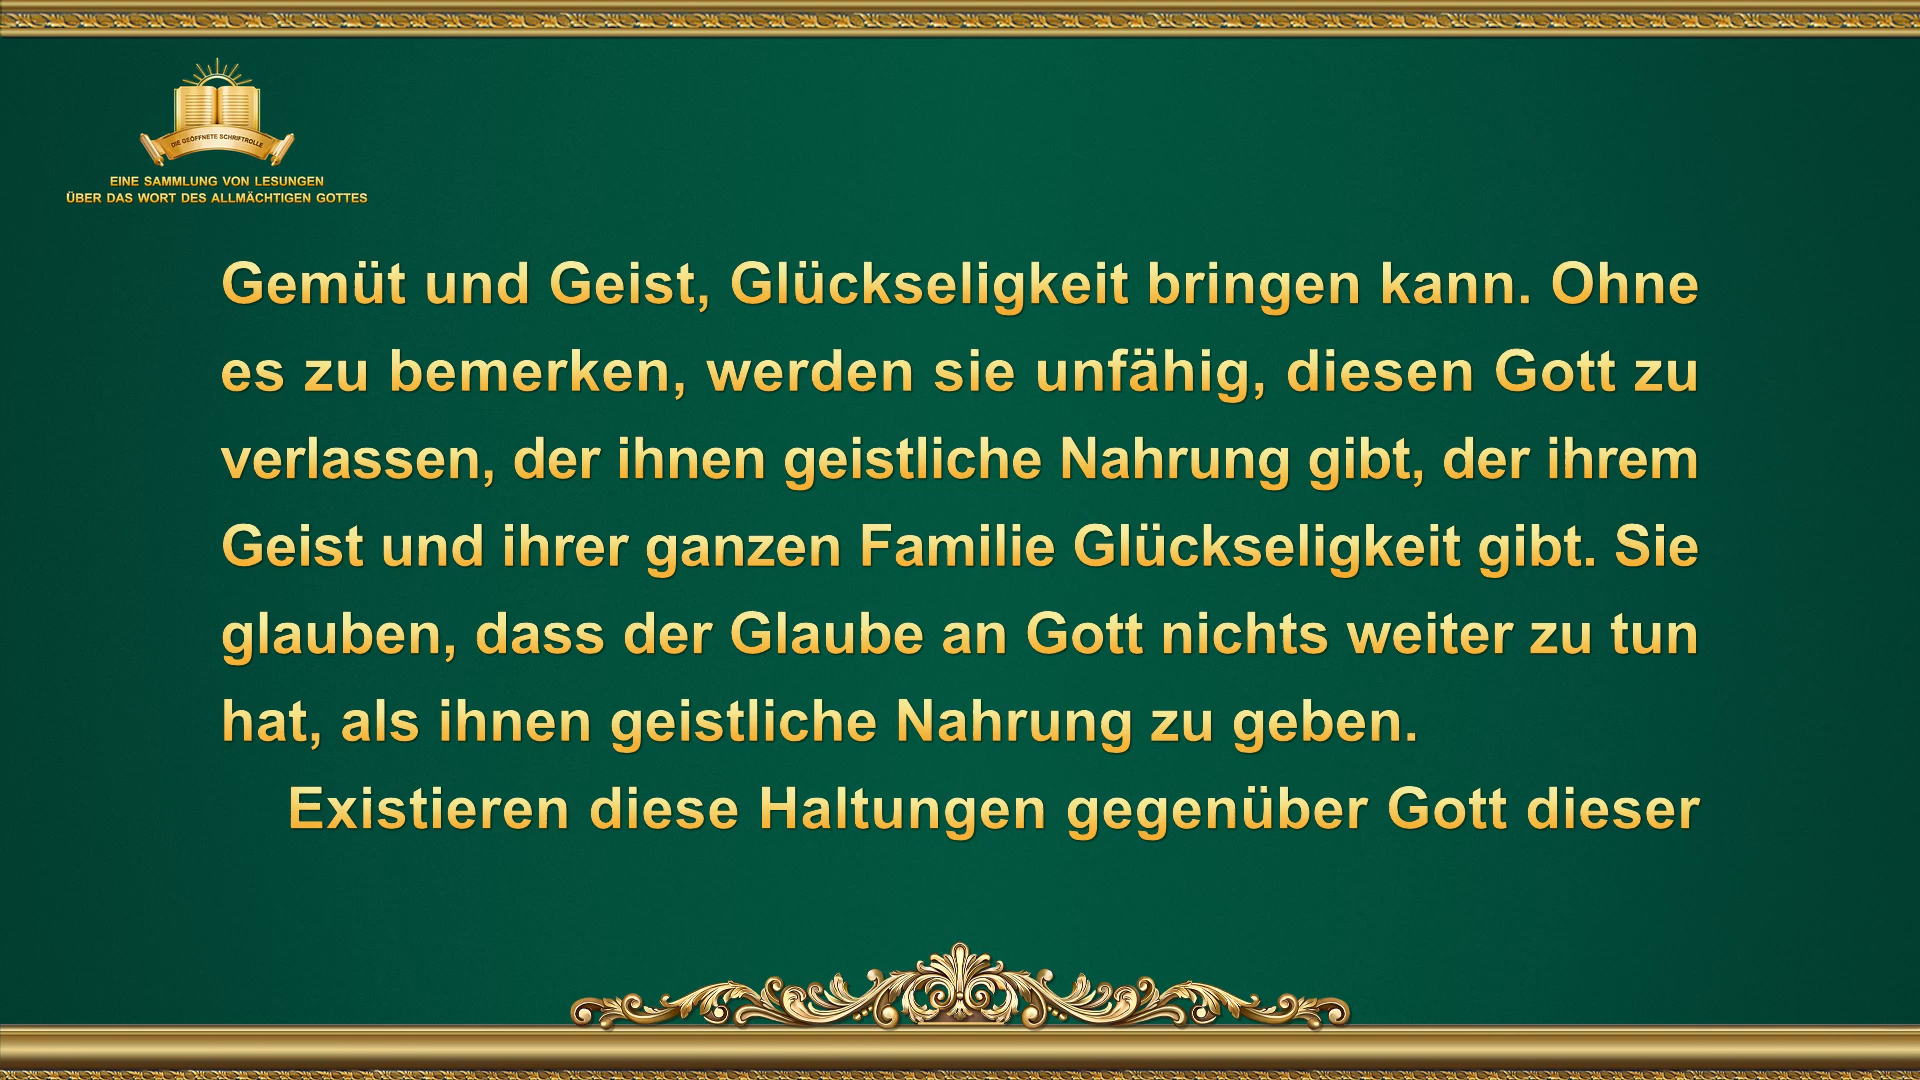 DIE GEÖFFNETE SCHRIFTROLLE
EINE SAMMLUNG VON LESUNGEN
ÜBER DAS WORT DES ALLMÄCHTIGEN GOTTES
Gemüt und Geist, Glückseligkeit bringen kann. Ohne
es zu bemerken, werden sie unfähig, diesen Gott zu
verlassen, der ihnen geistliche Nahrung gibt, der ihrem
Geist und ihrer ganzen Familie Glückseligkeit gibt. Sie
glauben, dass der Glaube an Gott nichts weiter zu tun
hat, als ihnen geistliche Nahrung zu geben.
Existieren diese Haltungen gegenüber Gott dieser